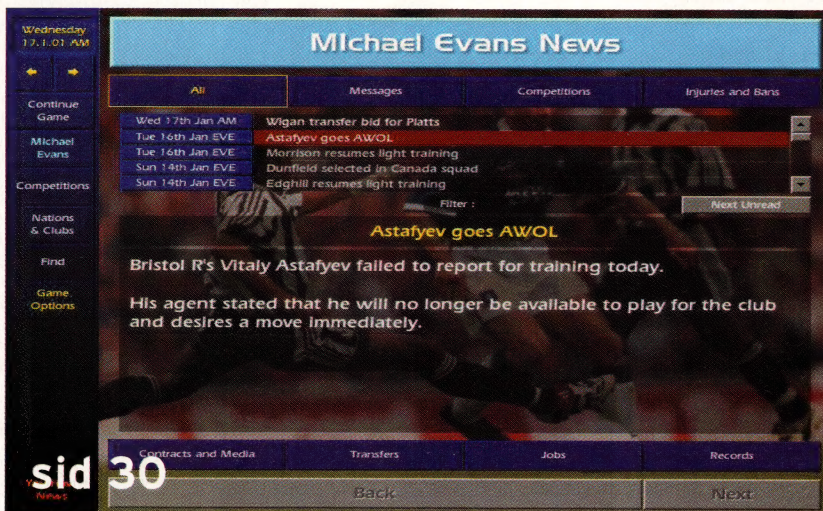 Wednesday
17.1.01 AM
Michael Evans News
All
Messages
Competitions
Injuries and Bans
Continue
Game
Michael
Evans
Competitions
Nations
& Clubs
Find
Game
Options
Wed 17th Jan AM Wigan transfer bid for Platts
Tue 16th Jan EVE Astafyev goes AWOL
Tue 16th Jan EVE Morrison resumes light training
Sun 14th Jan EVE Dunfield selected in Canada squad
Sun 14th Jan EVE Edghill resumes light training
Filter :
Next Unread
Astafyev goes AWOL
Bristol R's Vitaly Astafyev failed to report for training today.
His agent stated that he will no longer be available to play for the club
and desires a move immediately.
Contracts and Media
Transfers
Jobs
Records
sid 30
News
Back
Next